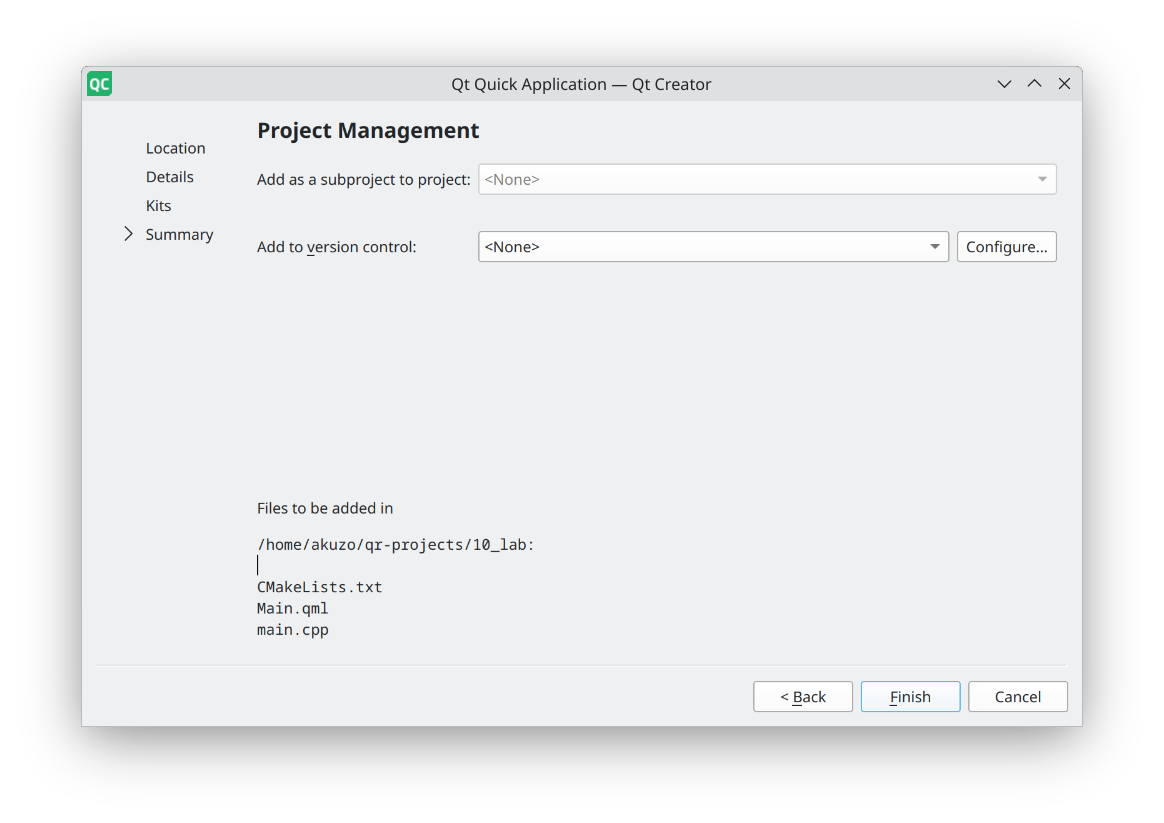 QC
Qt Quick Application — Qt Creator
Location
Details
Kits
Summary
Project Management
Add as a subproject to project: <None>
Add to version control: <None> Configure...
Files to be added in
/home/akuzo/qr-projects/10_lab:
CMakeLists.txt
Main.qml
main.cpp
< Back Finish Cancel